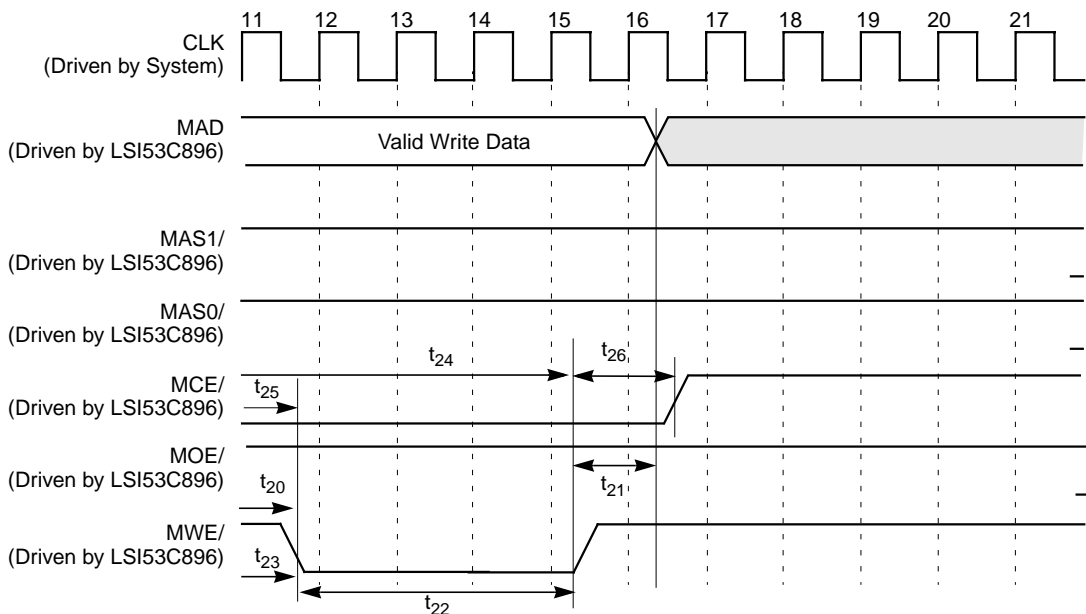 11 12 13 14 15 16 17 18 19 20 21
CLK
(Driven by System)
MAD
(Driven by LSI53C896)
Valid Write Data
MAS1/
(Driven by LSI53C896)
MAS0/
(Driven by LSI53C896)
t24
t26
MCE/
(Driven by LSI53C896)
t25
MOE/
(Driven by LSI53C896)
t21
t20
MWE/
(Driven by LSI53C896)
t23
t22